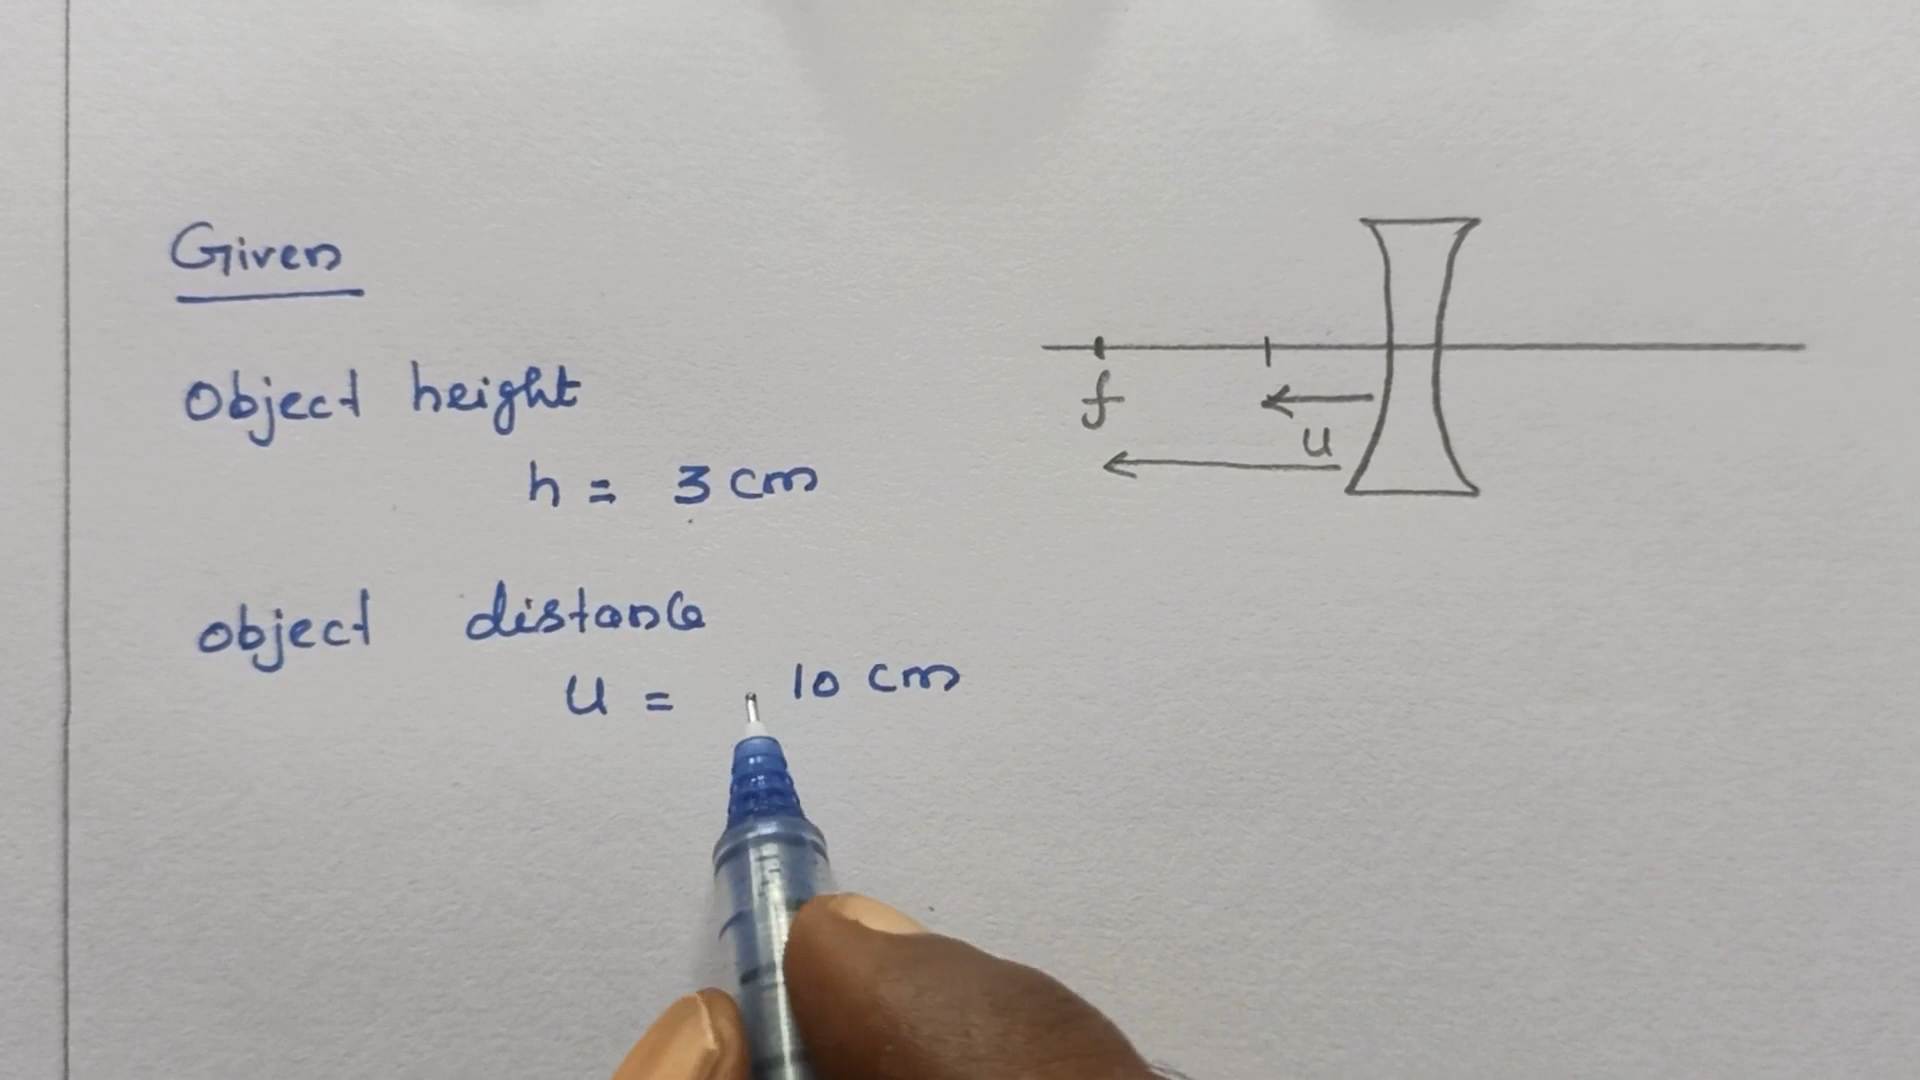 Given
Object height
h = 3 cm
object distance
u = 10 cm
f
u